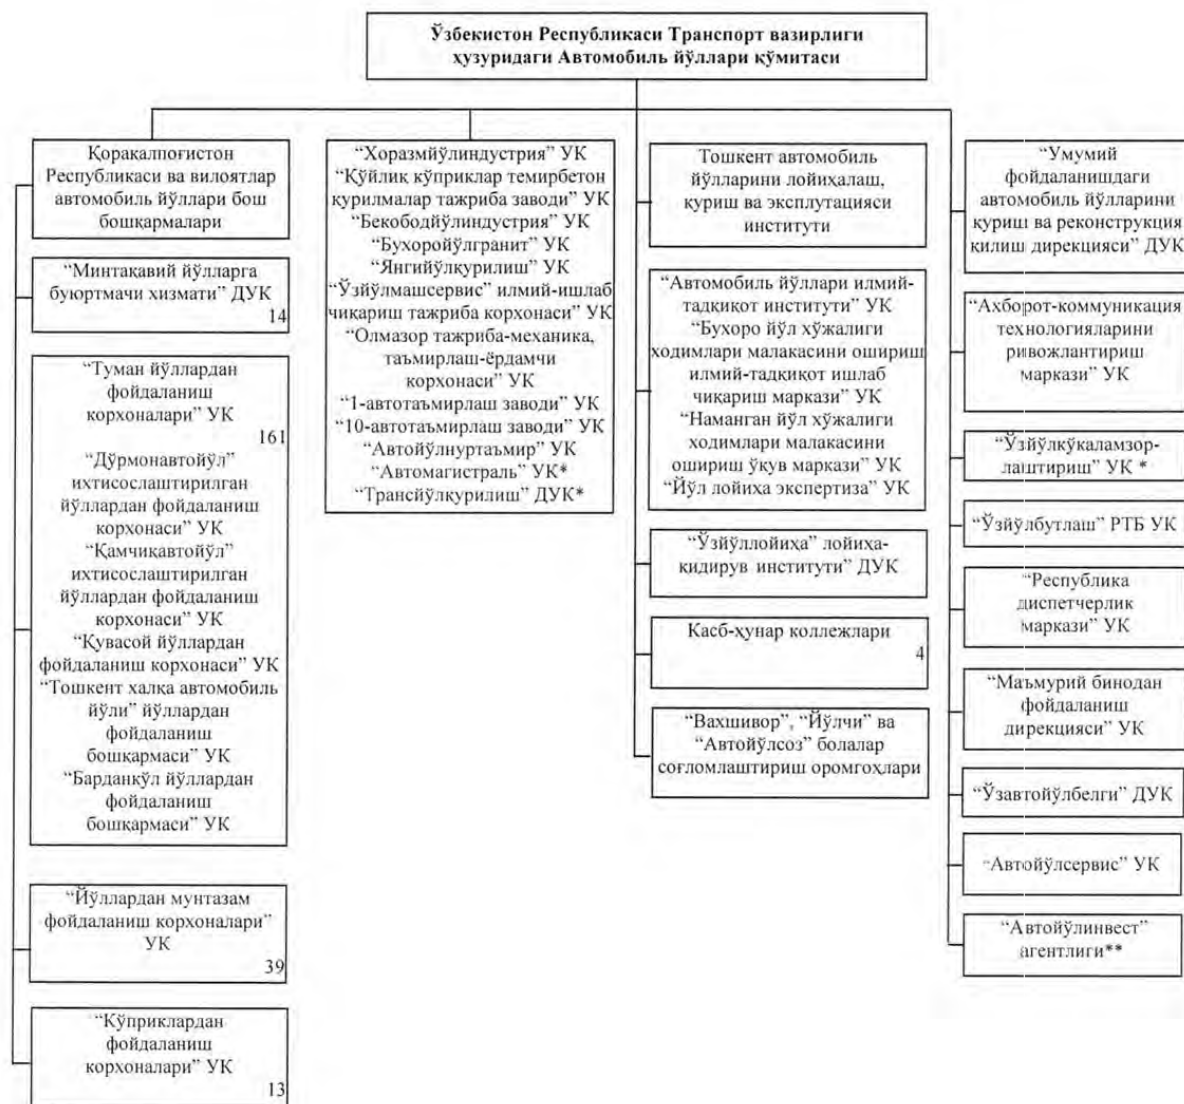 Ўзбекистон Республикаси Транспорт вазирлиги
ҳузуридаги Автомобиль йўллари қўмитаси
Қорақалпоғистон
Республикаси ва вилоятлар
автомобиль йўллари бош
бошқармалари
“Минтақавий йўлларга
буюртмачи хизмати” ДУК
14
“Туман йўллардан
фойдаланиш
корхоналари” УК
161
“Дўрмонавтойўл”
ихтисослаштирилган
йўллардан фойдаланиш
корхонаси” УК
“Қамчиқавтойўл”
ихтисослаштирилган
йўллардан фойдаланиш
корхонаси” УК
“Қувасой йўллардан
фойдаланиш корхонаси” УК
“Тошкент халқа автомобиль
йўли” йўллардан
фойдаланиш
бошқармаси” УК
“Барданкўл йўллардан
фойдаланиш
бошқармаси” УК
“Йўллардан мунтазам
фойдаланиш корхоналари”
УК
39
“Кўприклардан
фойдаланиш
корхоналари” УК
13
“Хоразмйўлиндустрия” УК
“Қўйлиқ кўприклар темирбетон
қурилмалар тажриба заводи” УК
“Бекободйўлиндустрия” УК
“Бухоройўлгранит” УК
“Янгийўлқурилиш” УК
“Ўзйўлмашсервис” илмий-ишлаб
чиқариш тажриба корхонаси” УК
“Олмазор тажриба-механика,
таъмирлаш-ёрдамчи
корхонаси” УК
“1-автотаъмирлаш заводи” УК
“10-автотаъмирлаш заводи” УК
“Автойўлнуртаъмир” УК
“Автомагистраль” УК*
“Трансйўлқурилиш” ДУК*
Тошкент автомобиль
йўлларини лойиҳалаш,
қуриш ва эксплутацияси
институти
“Автомобиль йўллари илмий-
тадқиқот институти” УК
“Бухоро йўл хўжалиги
ходимлари малакасини ошириш
илмий-тадқиқот ишлаб
чиқариш маркази” УК
“Наманган йўл хўжалиги
ходимлари малакасини
ошириш ўқув маркази” УК
“Йўл лойиҳа экспертиза” УК
“Ўзйўллойиҳа” лойиҳа-
қидирув институти” ДУК
Касб-ҳунар коллежлари
4
“Вахшивор”, “Йўлчи” ва
“Автойўлсоз” болалар
соғломлаштириш оромгоҳлари
“Умумий
фойдаланишдаги
автомобиль йўлларини
қуриш ва реконструкция
қилиш дирекцияси” ДУК
“Ахборот-коммуникация
технологияларини
ривожлантириш
маркази” УК
“Ўзйўлкўкаламзор-
лаштириш” УК *
“Ўзйўлбутлаш” РТБ УК
“Республика
диспетчерлик
маркази” УК
“Маъмурий бинодан
фойдаланиш
дирекцияси” УК
“Ўзавтойўлбелги” ДУК
“Автойўлсервис” УК
“Автойўлинвест”
агентлиги**